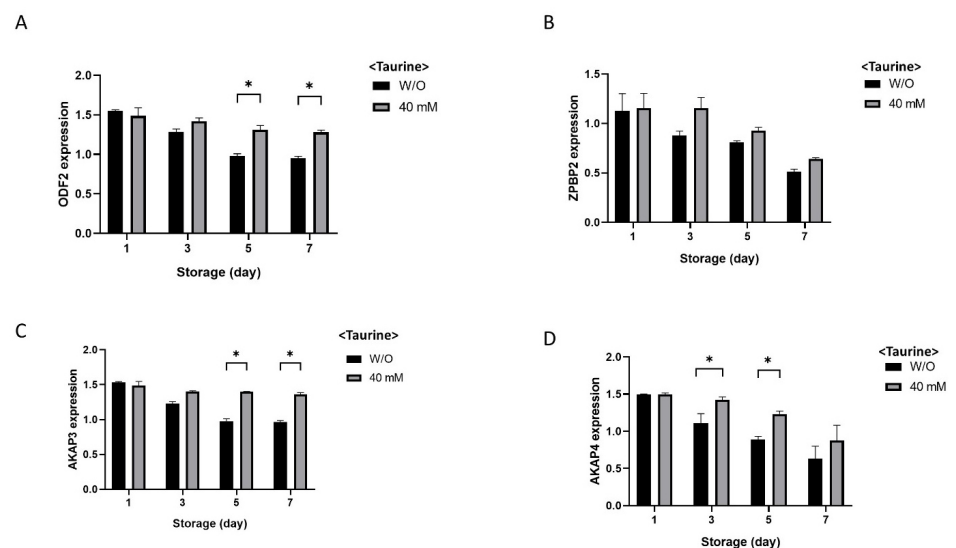 A
ODF2 expression
2.0
1.5
1.0
0.5
0.0
*
*
<Taurine>
W/O
40 mM
1 3 5 7
Storage (day)
B
ZPBP2 expression
1.5
1.0
0.5
0.0
<Taurine>
W/O
40 mM
1 3 5 7
Storage (day)
C
AKAP3 expression
2.0
1.5
1.0
0.5
0.0
*
*
<Taurine>
W/O
40 mM
1 3 5 7
Storage (day)
D
AKAP4 expression
2.0
1.5
1.0
0.5
0.0
*
*
<Taurine>
W/O
40 mM
1 3 5 7
Storage (day)